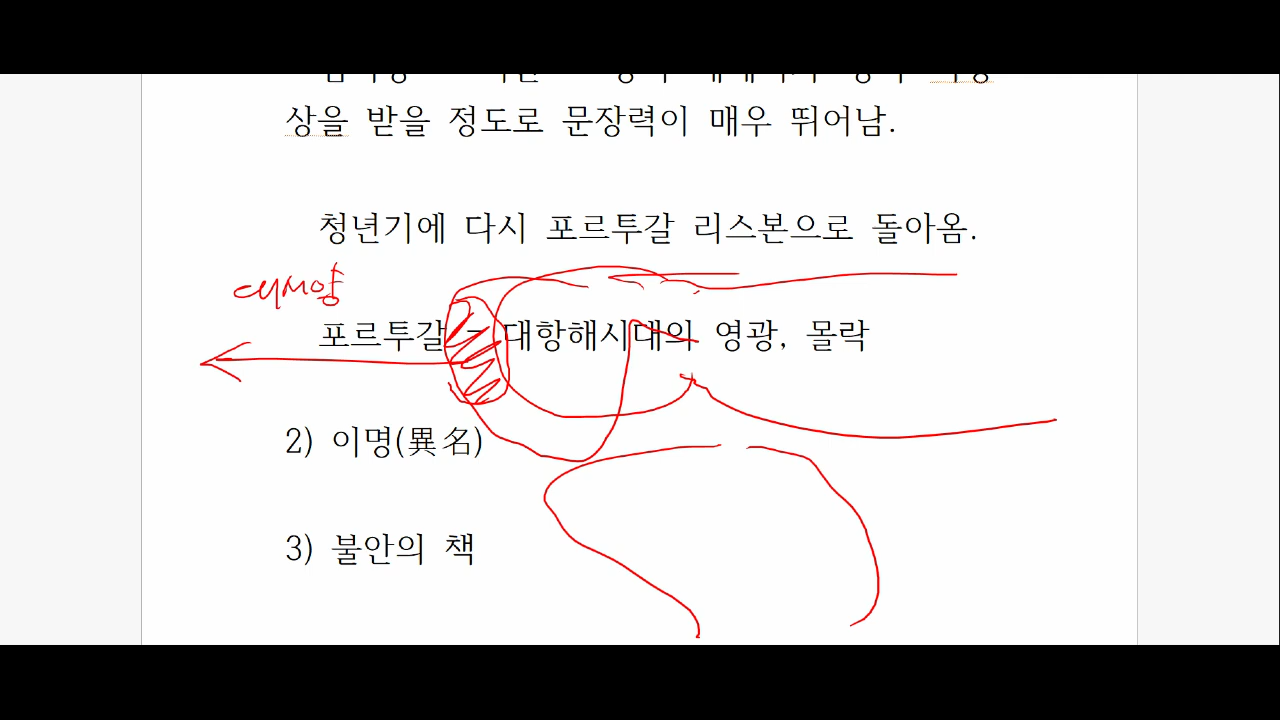 상을 받을 정도로 문장력이 매우 뛰어남.
청년기에 다시 포르투갈 리스본으로 돌아옴.
대서양
포르투갈 - 대항해시대의 영광, 몰락
2) 이명(異名)
3) 불안의 책